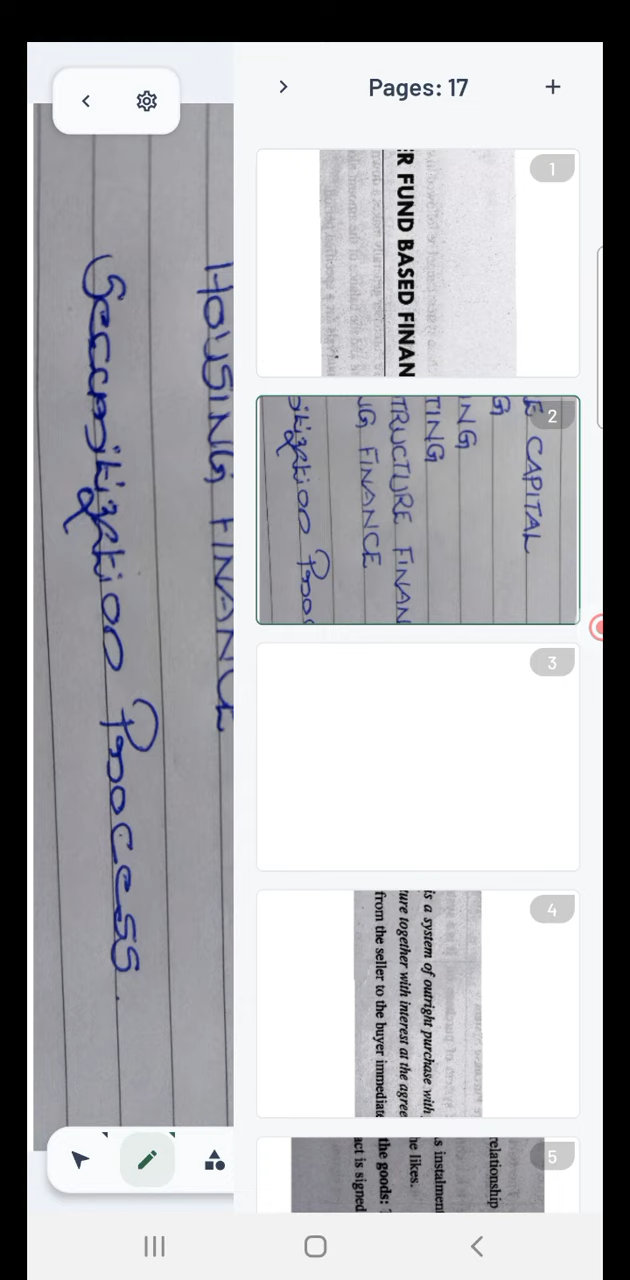 Pages: 17
HOUSING FINANCE
Securitization Process
1
R FUND BASED FINAN
2
E CAPITAL
G
NG
TING
TRUCTURE FINAN
NG FINANCE
itization Proc
3
4
is a system of outright purchase with
ture together with interest at the agree
from the seller to the buyer immediate
5
relationship
s instalment
he likes.
the goods:
act is signed